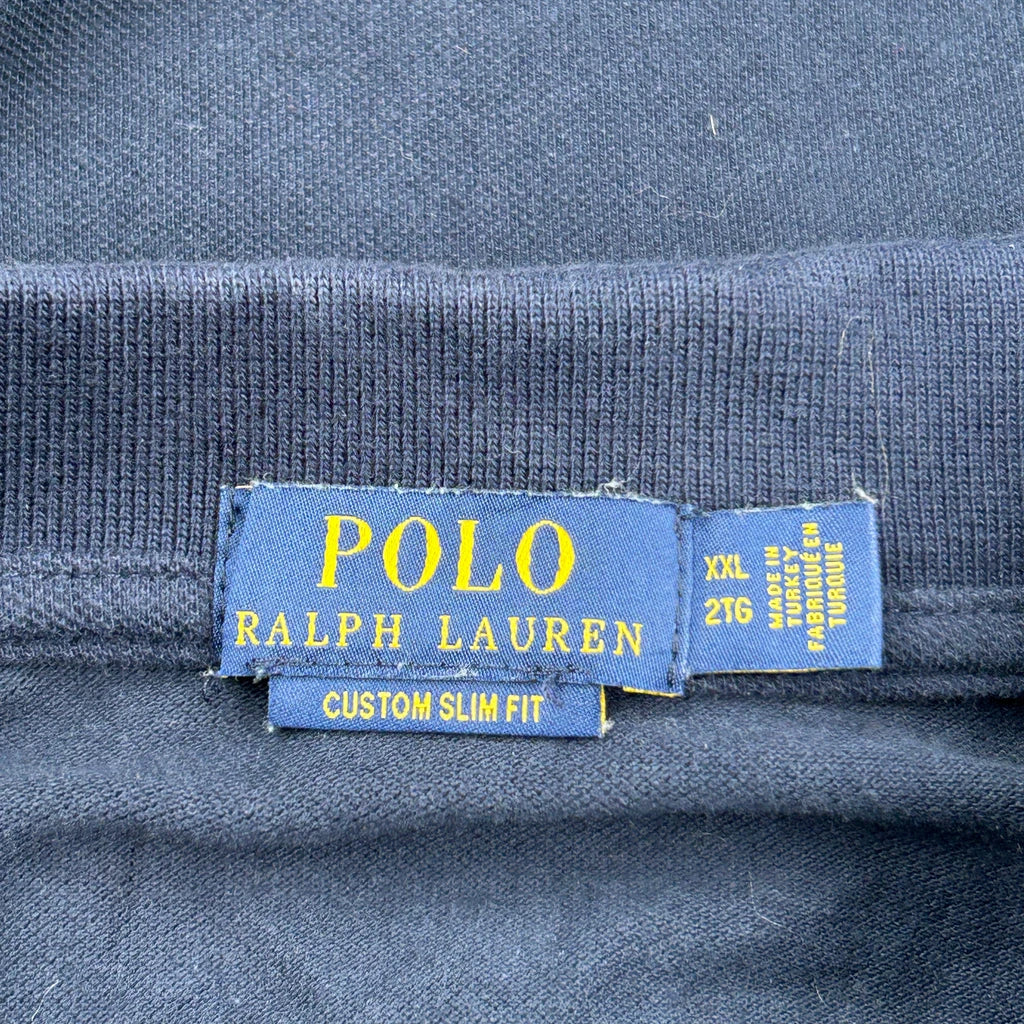 POLO
RALPH LAUREN
CUSTOM SLIM FIT
XXL
2TG
MADE IN
TURKEY
FABRIQUÉ EN
TURQUIE